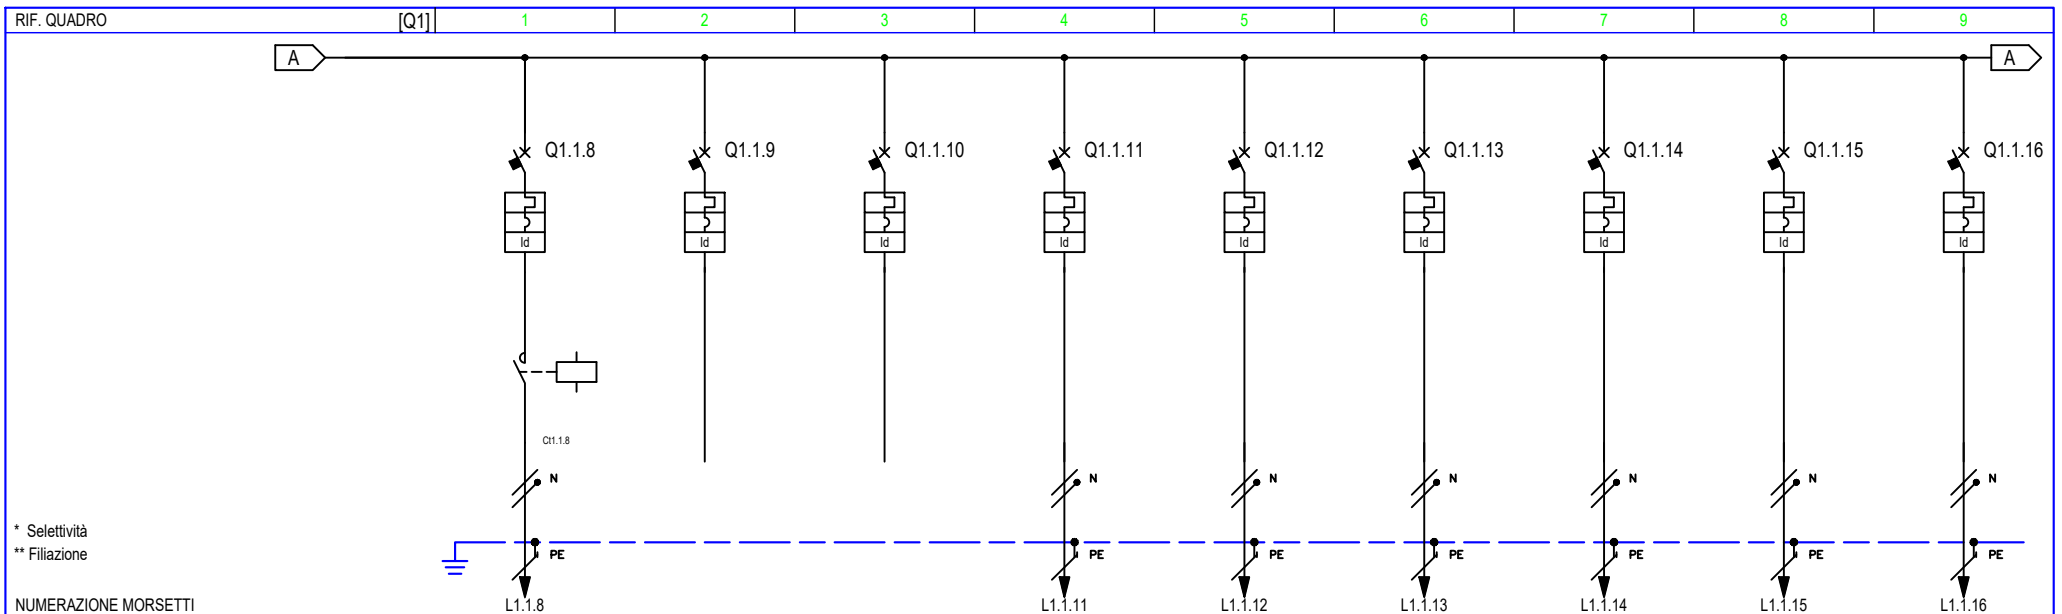 RIF. QUADRO [Q1] 1 2 3 4 5 6 7 8 9
A A
Q1.1.8 Q1.1.9 Q1.1.10 Q1.1.11 Q1.1.12 Q1.1.13 Q1.1.14 Q1.1.15 Q1.1.16
Id Id Id Id Id Id Id Id Id
Ct1.1.8
N N N N N N N
* Selettività
** Filiazione
PE PE PE PE PE PE PE
NUMERAZIONE MORSETTI L1.1.8 L1.1.11 L1.1.12 L1.1.13 L1.1.14 L1.1.15 L1.1.16